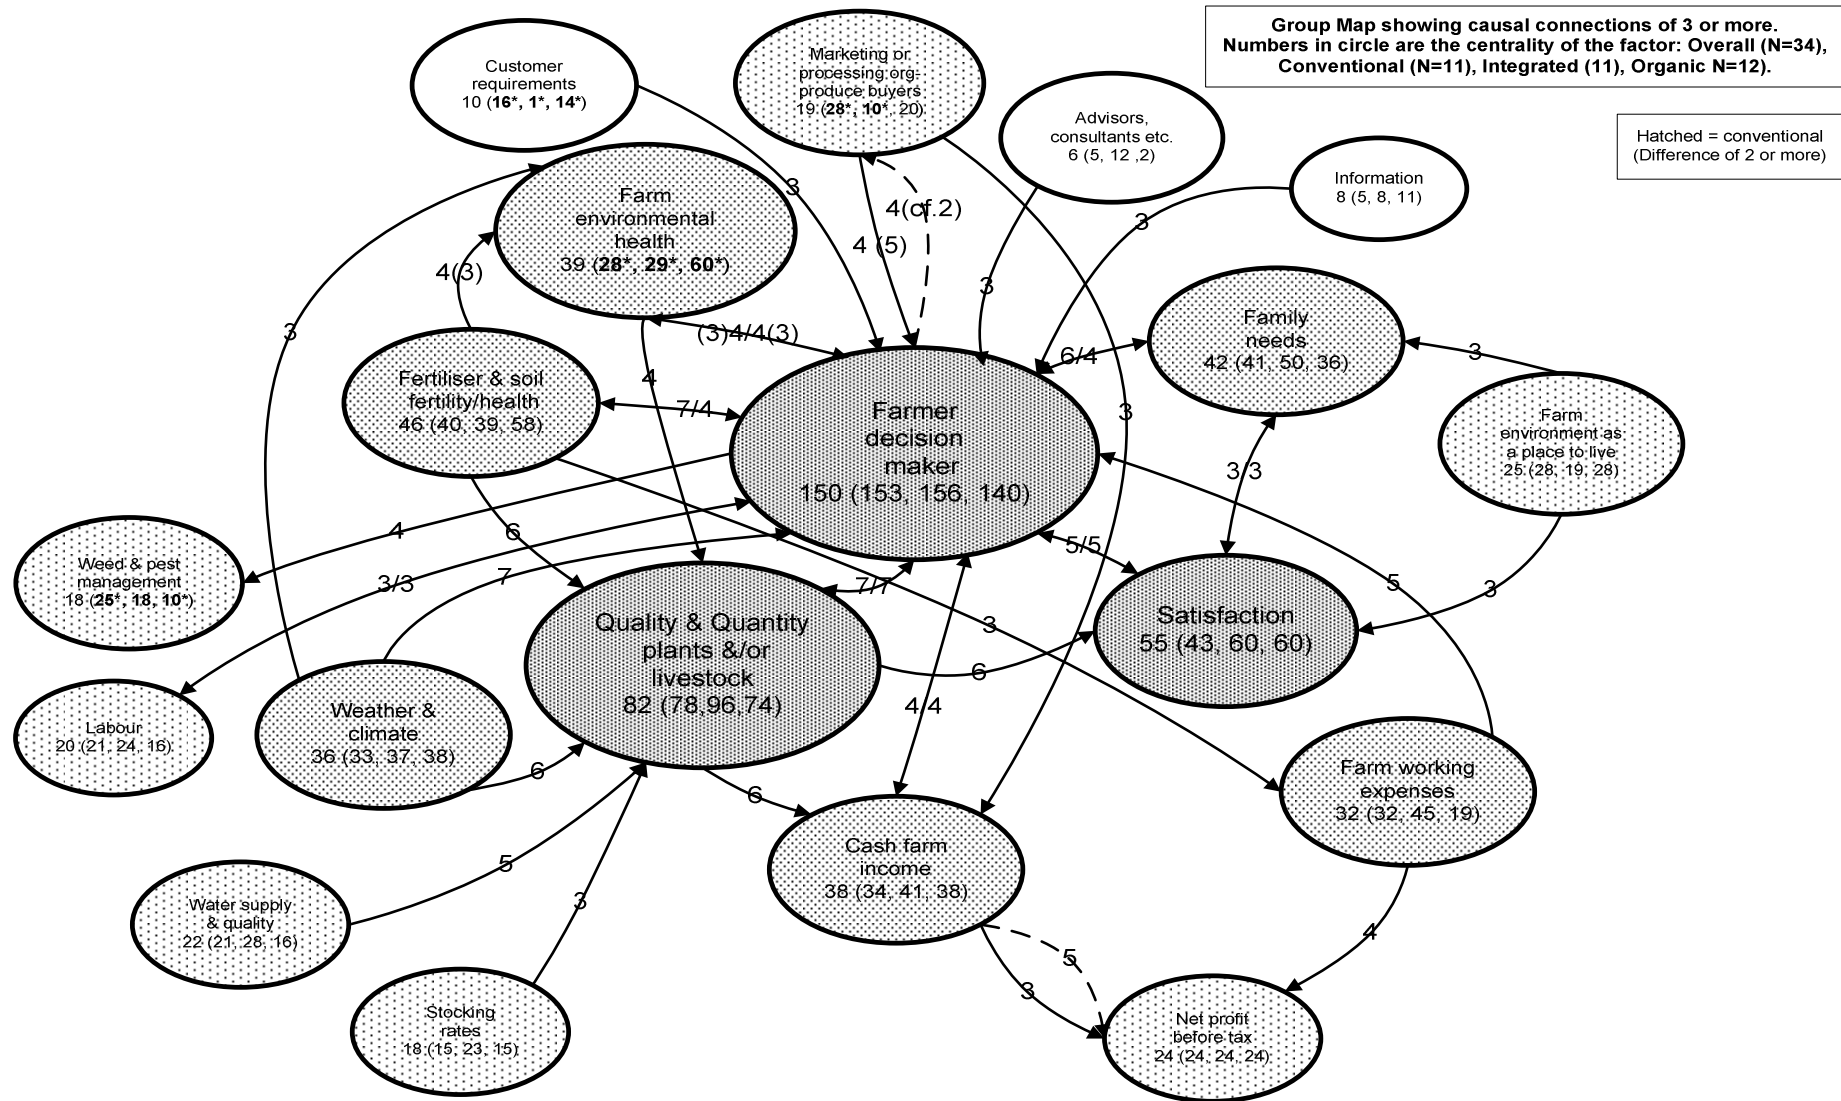 Group Map showing causal connections of 3 or more.
Numbers in circle are the centrality of the factor: Overall (N=34),
Conventional (N=11), Integrated (11), Organic N=12).
Hatched = conventional
(Difference of 2 or more)
Customer
requirements
10 (16*, 1*, 14*)
Marketing or
processing org-
produce buyers
19 (28*, 10*, 20)
Advisors,
consultants etc.
6 (5, 12 ,2)
Information
8 (5, 8, 11)
Farm
environmental
health
39 (28*, 29*, 60*)
3
4(cf.2)
4 (5)
3
3
4(3)
3
(3)4/4(3)
4
6/4
Family
needs
42 (41, 50, 36)
3
Fertiliser & soil
fertility/health
46 (40, 39, 58)
7/4
Farmer
decision
maker
150 (153, 156, 140)
3
Farm
environment as
a place to live
25 (28, 19, 28)
3/3
4
6
5/5
Weed & pest
management
18 (25*, 18, 10*)
3/3
7
7/7
5
3
Quality & Quantity
plants &/or
livestock
82 (78,96,74)
3
Satisfaction
55 (43, 60, 60)
6
Labour
20 (21, 24, 16)
Weather &
climate
36 (33, 37, 38)
6
4/4
6
Farm working
expenses
32 (32, 45, 19)
Cash farm
income
38 (34, 41, 38)
5
3
Water supply
& quality
22 (21, 28, 16)
4
5
3
Stocking
rates
18 (15, 23, 15)
Net profit
before tax
24 (24, 24, 24)